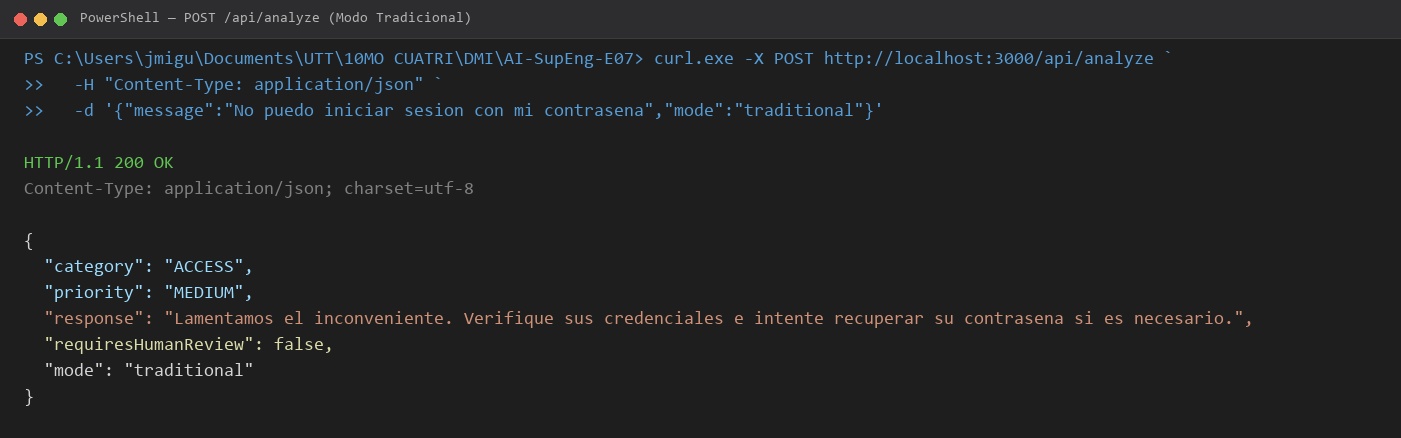 PowerShell — POST /api/analyze (Modo Tradicional)
PS C:\Users\jmigu\Documents\UTT\10MO CUATRI\DMI\AI-SupEng-E07> curl.exe -X POST http://localhost:3000/api/analyze `
>>   -H "Content-Type: application/json" `
>>   -d '{"message":"No puedo iniciar sesion con mi contrasena","mode":"traditional"}'
HTTP/1.1 200 OK
Content-Type: application/json; charset=utf-8
{
  "category": "ACCESS",
  "priority": "MEDIUM",
  "response": "Lamentamos el inconveniente. Verifique sus credenciales e intente recuperar su contrasena si es necesario.",
  "requiresHumanReview": false,
  "mode": "traditional"
}